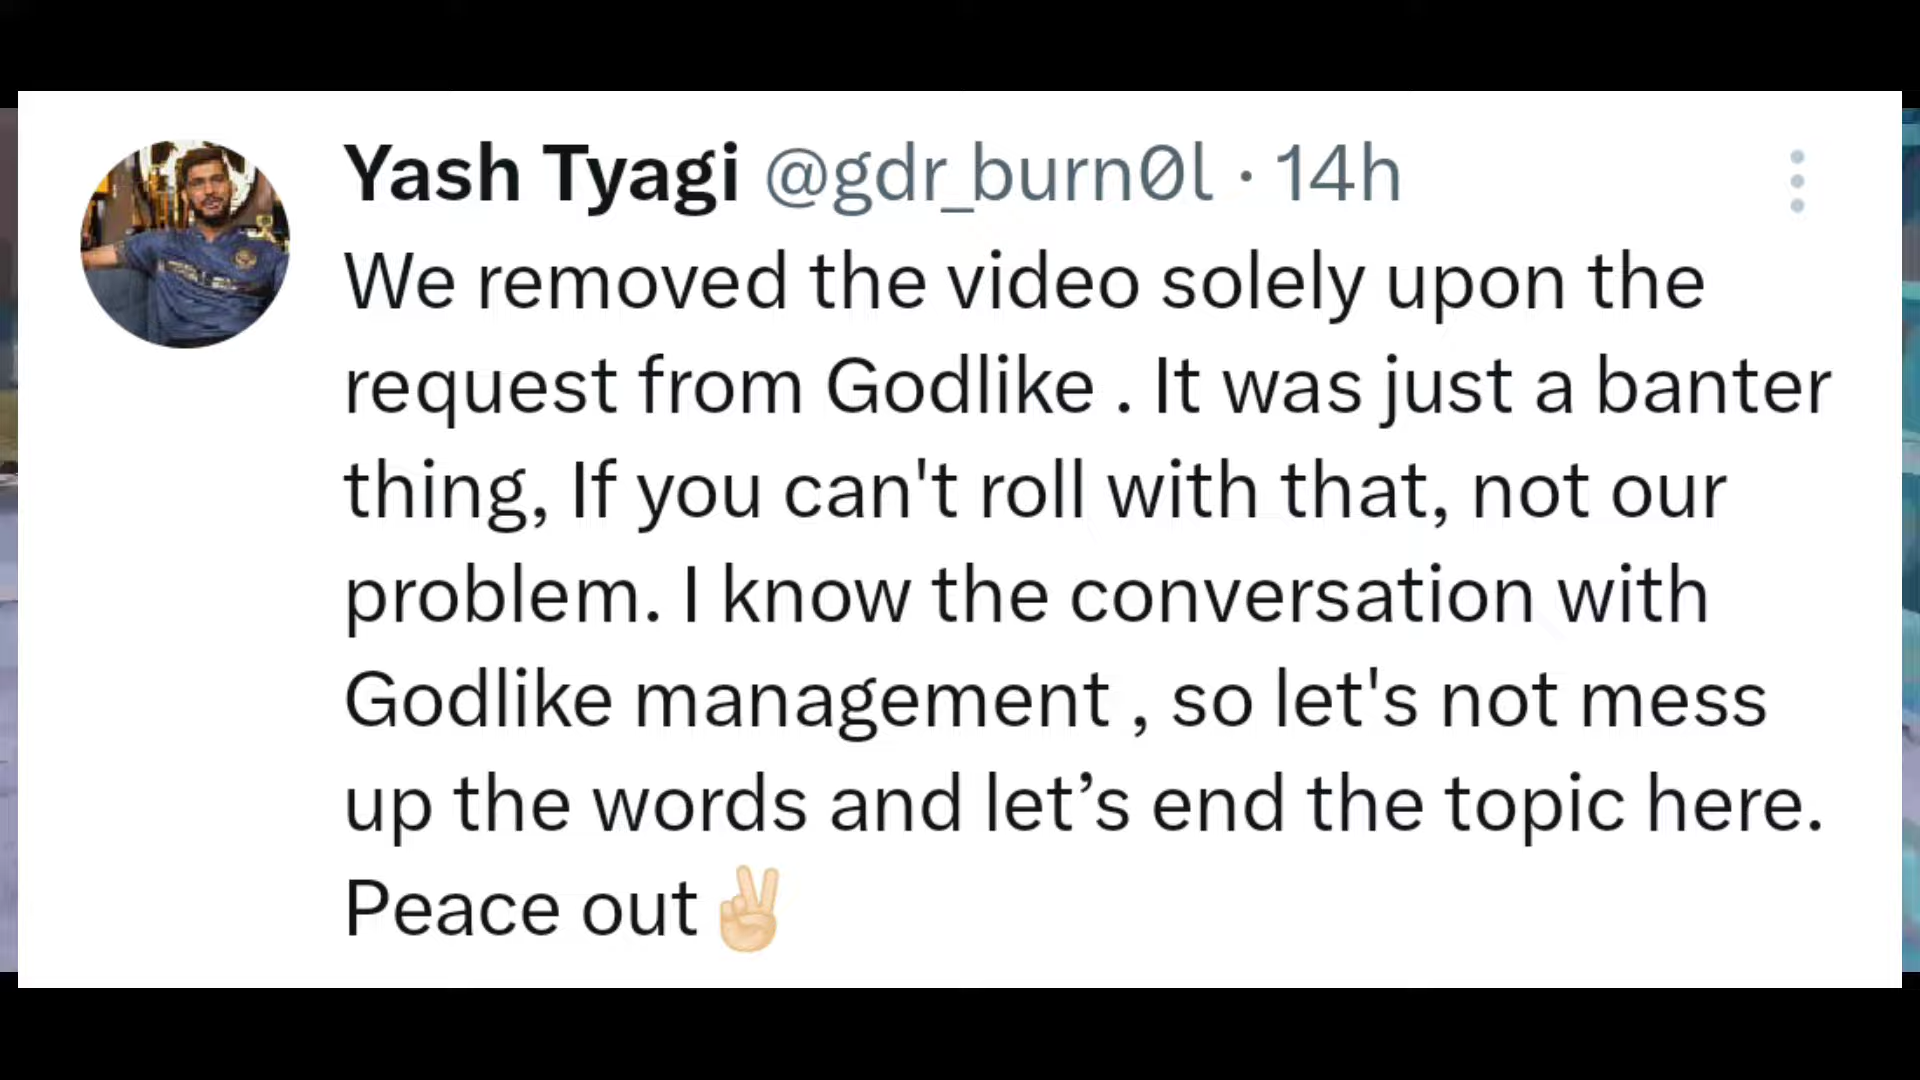 Yash Tyagi @gdr_burn0l · 14h
We removed the video solely upon the
request from Godlike . It was just a banter
thing, If you can't roll with that, not our
problem. I know the conversation with
Godlike management , so let's not mess
up the words and let’s end the topic here.
Peace out✌🏻